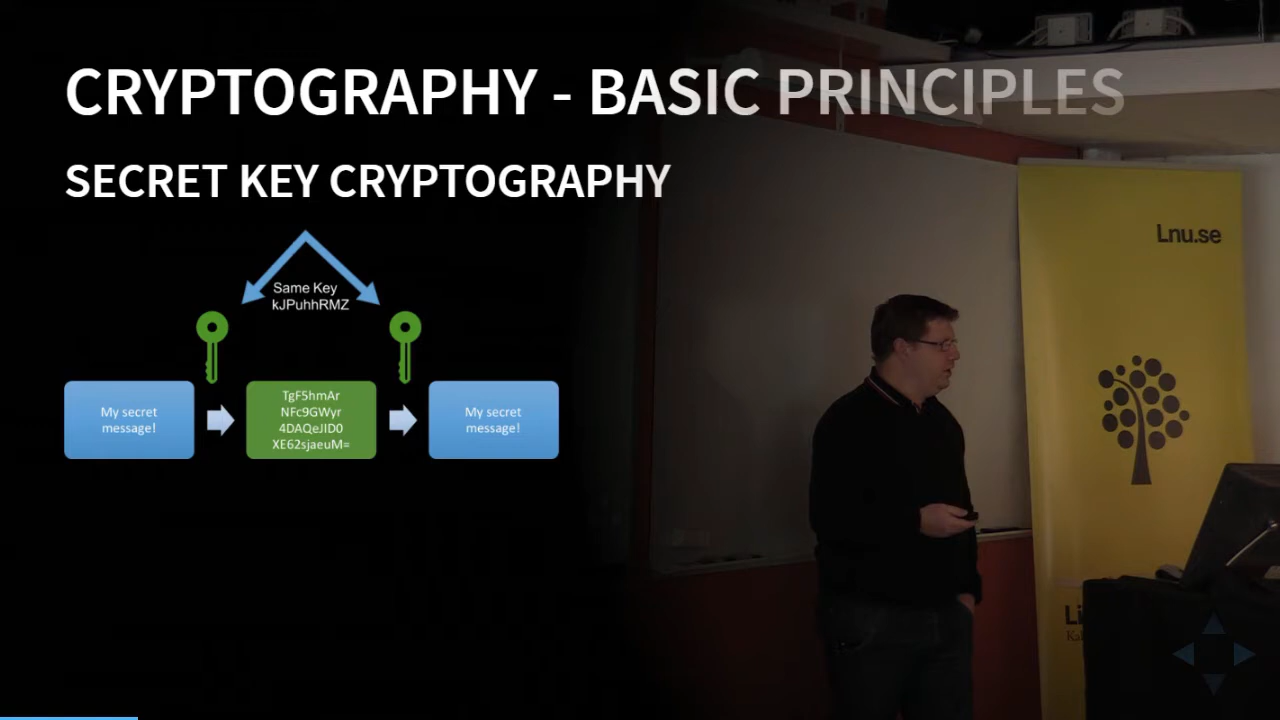 CRYPTOGRAPHY - BASIC PRINCIPLES
SECRET KEY CRYPTOGRAPHY
Same Key
kJPuhhRMZ
My secret
message!
TgF5hmAr
NFc9GWyr
4DAQeJID0
XE62sjaeuM=
My secret
message!
Lnu.se